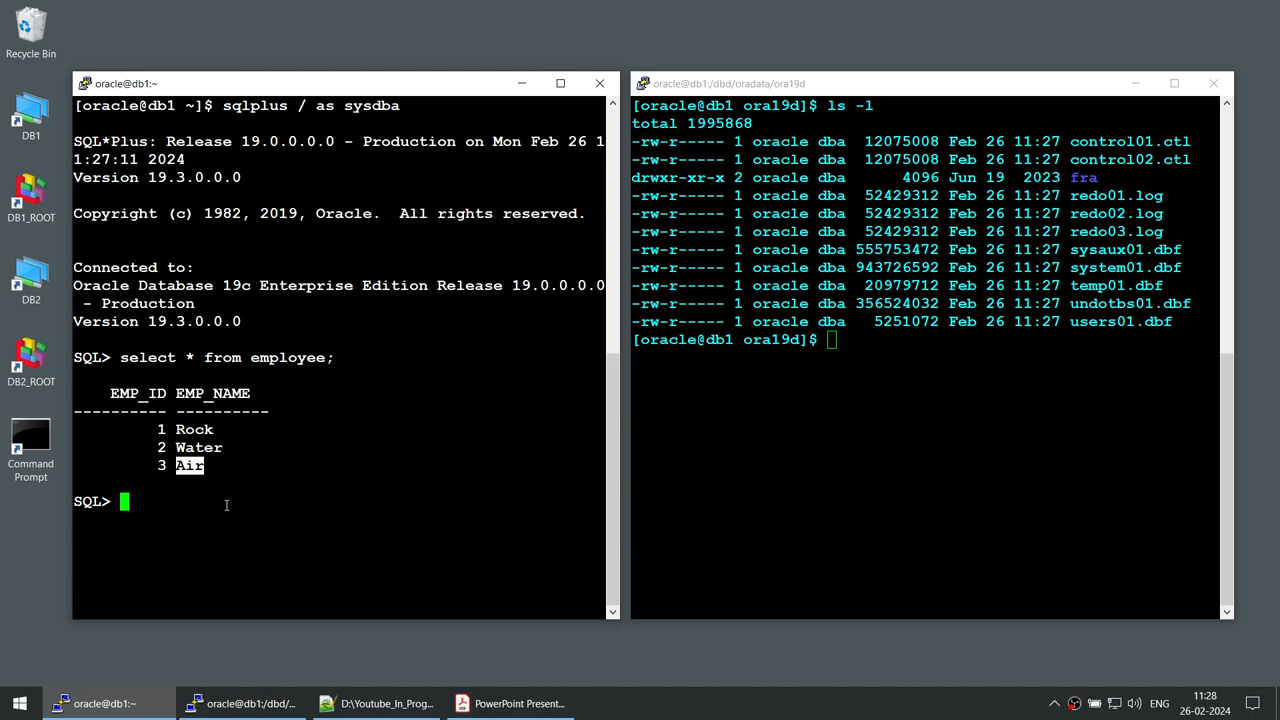 Recycle Bin
DB1
DB1_ROOT
DB2
DB2_ROOT
Command
Prompt
oracle@db1:~
[oracle@db1 ~]$ sqlplus / as sysdba
SQL*Plus: Release 19.0.0.0.0 - Production on Mon Feb 26 1
1:27:11 2024
Version 19.3.0.0.0
Copyright (c) 1982, 2019, Oracle.  All rights reserved.
Connected to:
Oracle Database 19c Enterprise Edition Release 19.0.0.0.0
 - Production
Version 19.3.0.0.0
SQL> select * from employee;
    EMP_ID EMP_NAME
---------- ----------
         1 Rock
         2 Water
         3 Air
SQL>
oracle@db1:/dbd/oradata/ora19d
[oracle@db1 ora19d]$ ls -l
total 1995868
-rw-r----- 1 oracle dba  12075008 Feb 26 11:27 control01.ctl
-rw-r----- 1 oracle dba  12075008 Feb 26 11:27 control02.ctl
drwxr-xr-x 2 oracle dba      4096 Jun 19  2023 fra
-rw-r----- 1 oracle dba  52429312 Feb 26 11:27 redo01.log
-rw-r----- 1 oracle dba  52429312 Feb 26 11:27 redo02.log
-rw-r----- 1 oracle dba  52429312 Feb 26 11:27 redo03.log
-rw-r----- 1 oracle dba 555753472 Feb 26 11:27 sysaux01.dbf
-rw-r----- 1 oracle dba 943726592 Feb 26 11:27 system01.dbf
-rw-r----- 1 oracle dba  20979712 Feb 26 11:27 temp01.dbf
-rw-r----- 1 oracle dba 356524032 Feb 26 11:27 undotbs01.dbf
-rw-r----- 1 oracle dba   5251072 Feb 26 11:27 users01.dbf
[oracle@db1 ora19d]$
oracle@db1:~
oracle@db1:/dbd/...
D:\Youtube_In_Prog...
PowerPoint Present...
ENG
11:28
26-02-2024